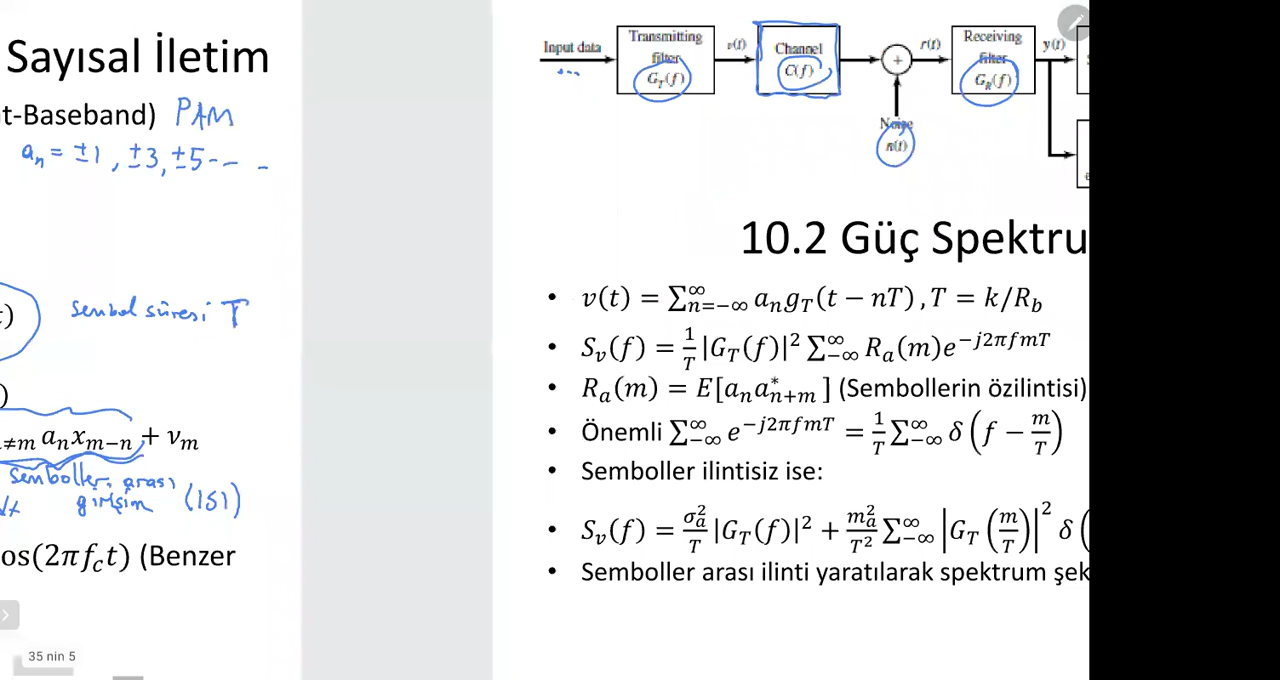 Sayısal İletim
t-Baseband) PAM
aₙ = ±1, ±3, ±5 - - -
t) Sembol süresi T
)
≠m aₙxₘ₋ₙ + νₘ
Semboller arası
girişim (ISI)
os(2πf_c t) (Benzer
35 nin 5
Input data
...
Transmitting
filter
G_T(f)
v(t)
Channel
C(f)
+
Noise
n(t)
r(t)
Receiving
filter
G_R(f)
y(t)
10.2 Güç Spektru
• v(t) = ∑_{n=−∞}^{∞} aₙg_T(t − nT), T = k/R_b
• S_v(f) = 1/T |G_T(f)|² ∑_{−∞}^{∞} R_a(m)e^{−j2πfmT}
• R_a(m) = E[aₙa*ₙ₊ₘ] (Sembollerin özilintisi)
• Önemli ∑_{−∞}^{∞} e^{−j2πfmT} = 1/T ∑_{−∞}^{∞} δ(f − m/T)
• Semboller ilintisiz ise:
• S_v(f) = σ_a²/T |G_T(f)|² + m_a²/T² ∑_{−∞}^{∞} |G_T(m/T)|² δ(
• Semboller arası ilinti yaratılarak spektrum şek